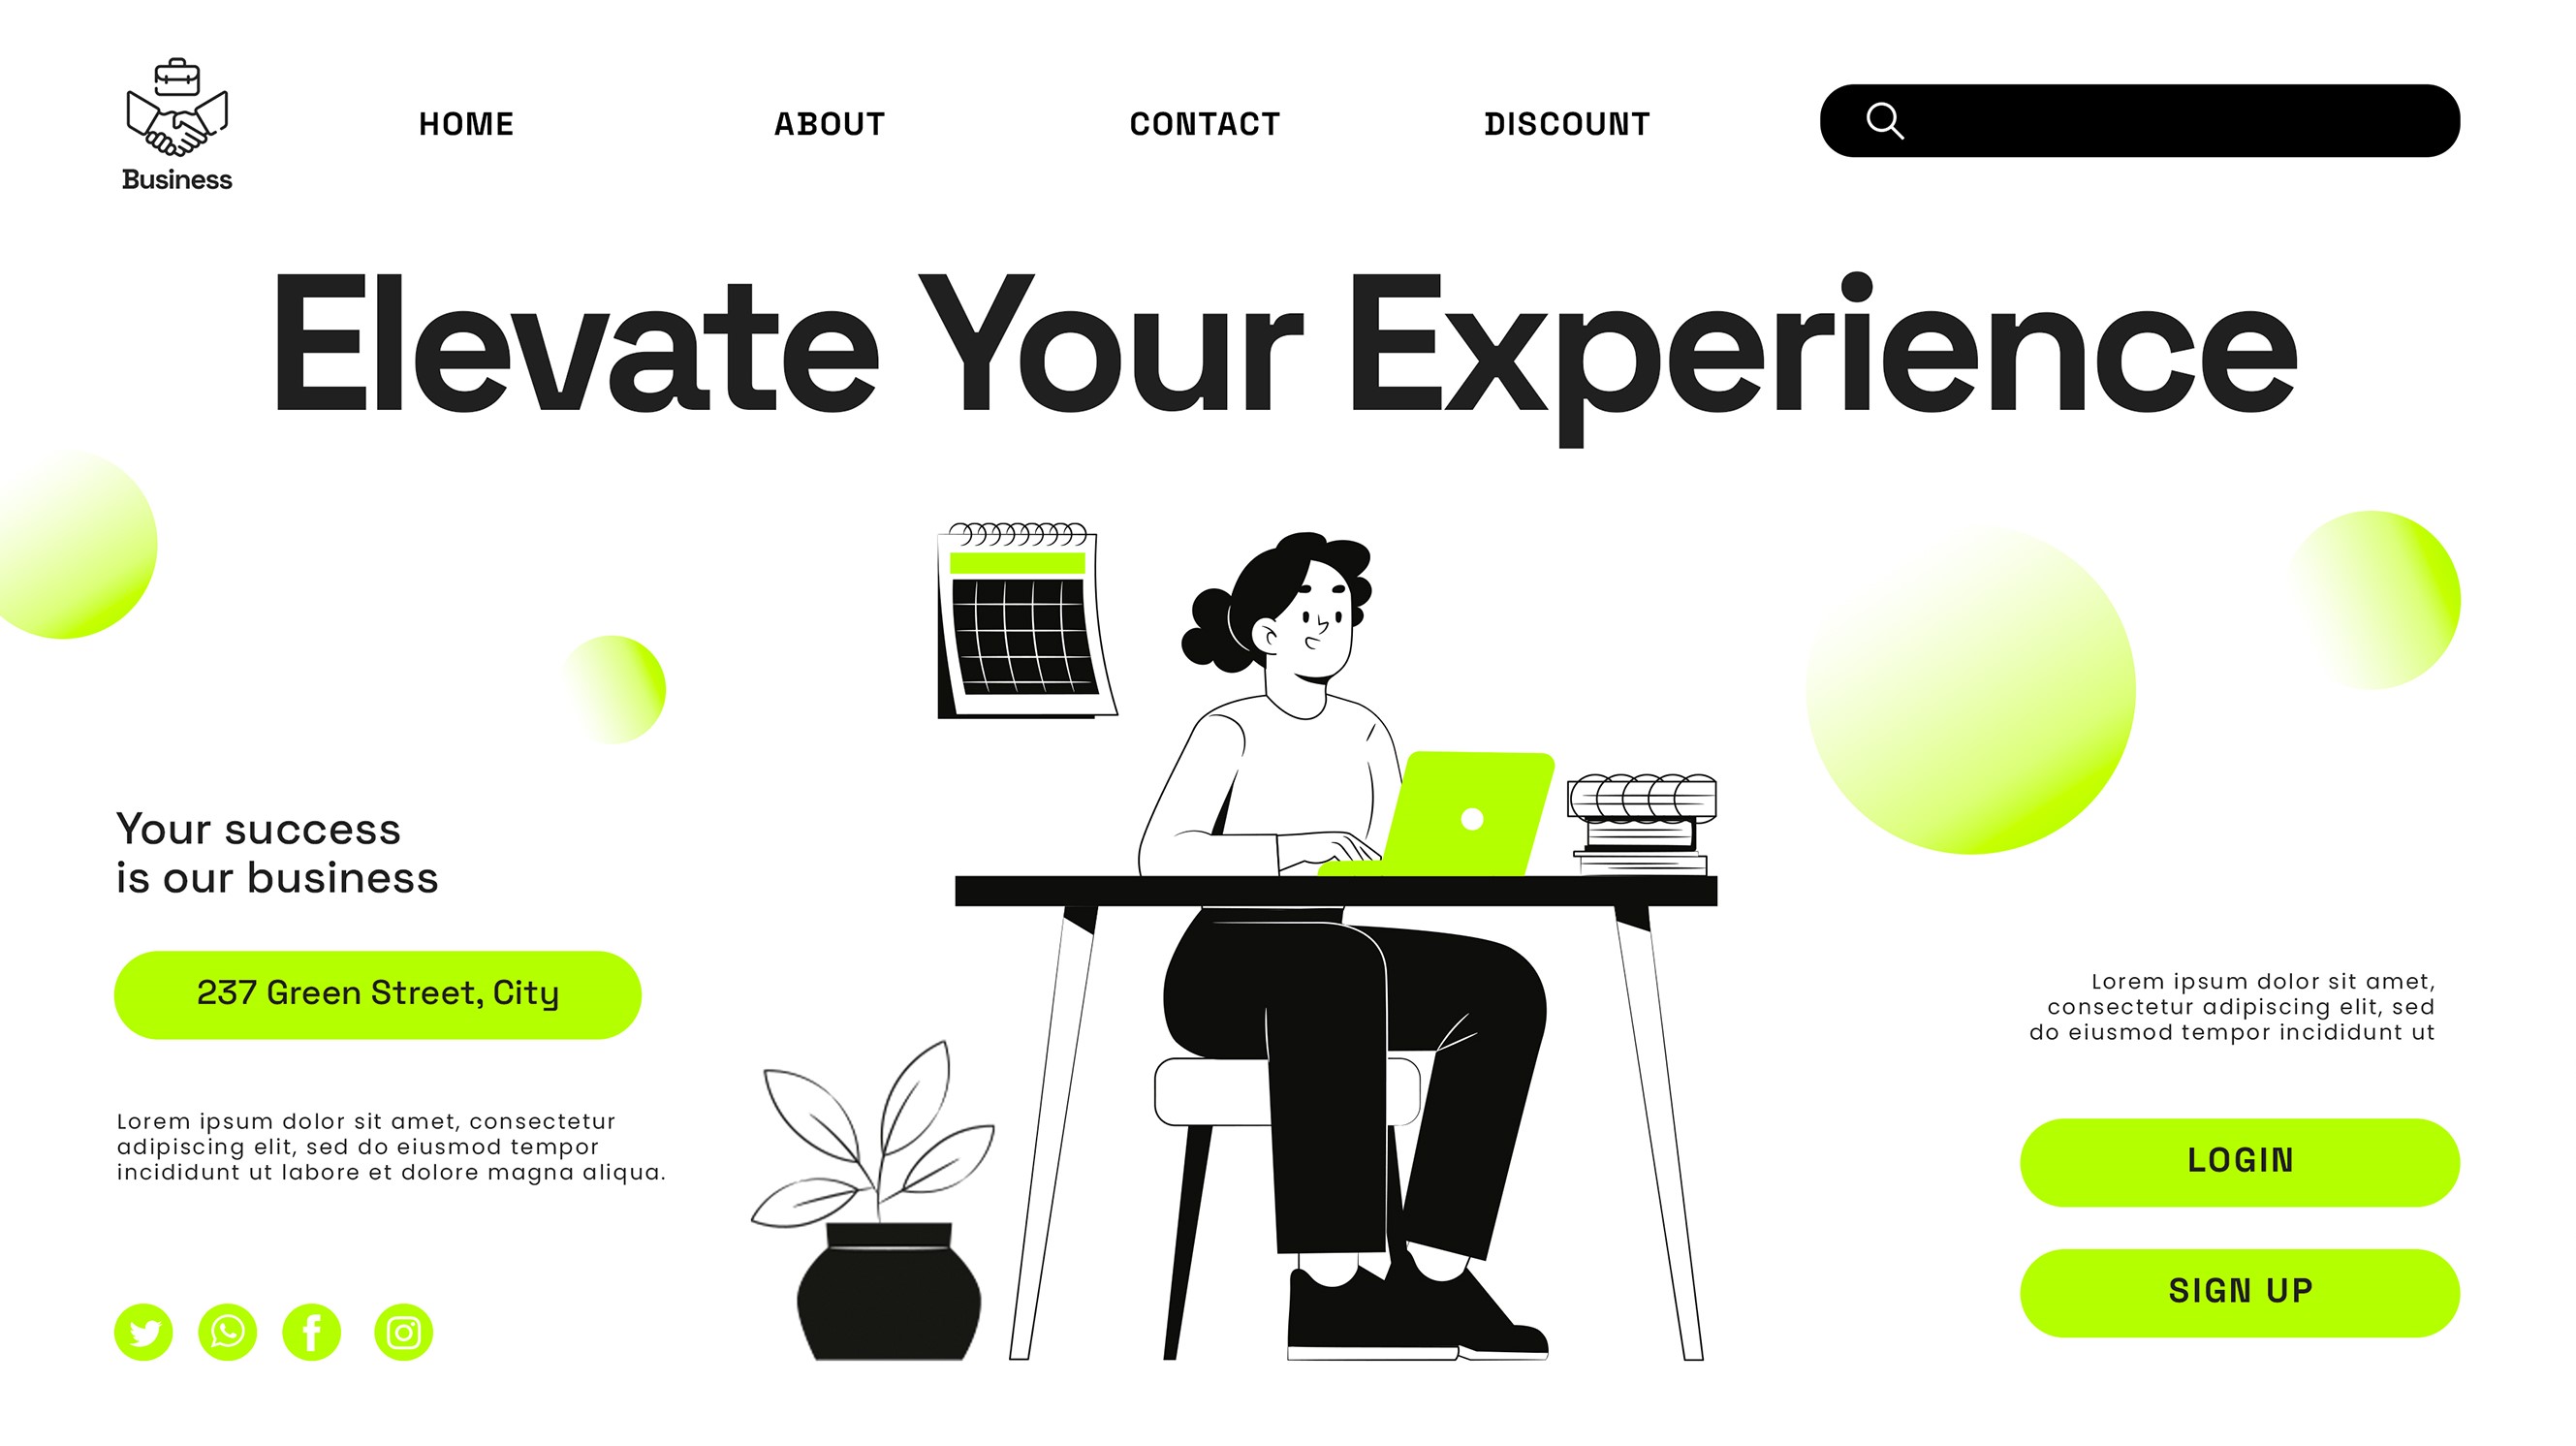 Business
HOME
ABOUT
CONTACT
DISCOUNT
Elevate Your Experience
Your success
is our business
237 Green Street, City
Lorem ipsum dolor sit amet, consectetur
adipiscing elit, sed do eiusmod tempor
incididunt ut labore et dolore magna aliqua.
Lorem ipsum dolor sit amet,
consectetur adipiscing elit, sed
do eiusmod tempor incididunt ut
LOGIN
SIGN UP